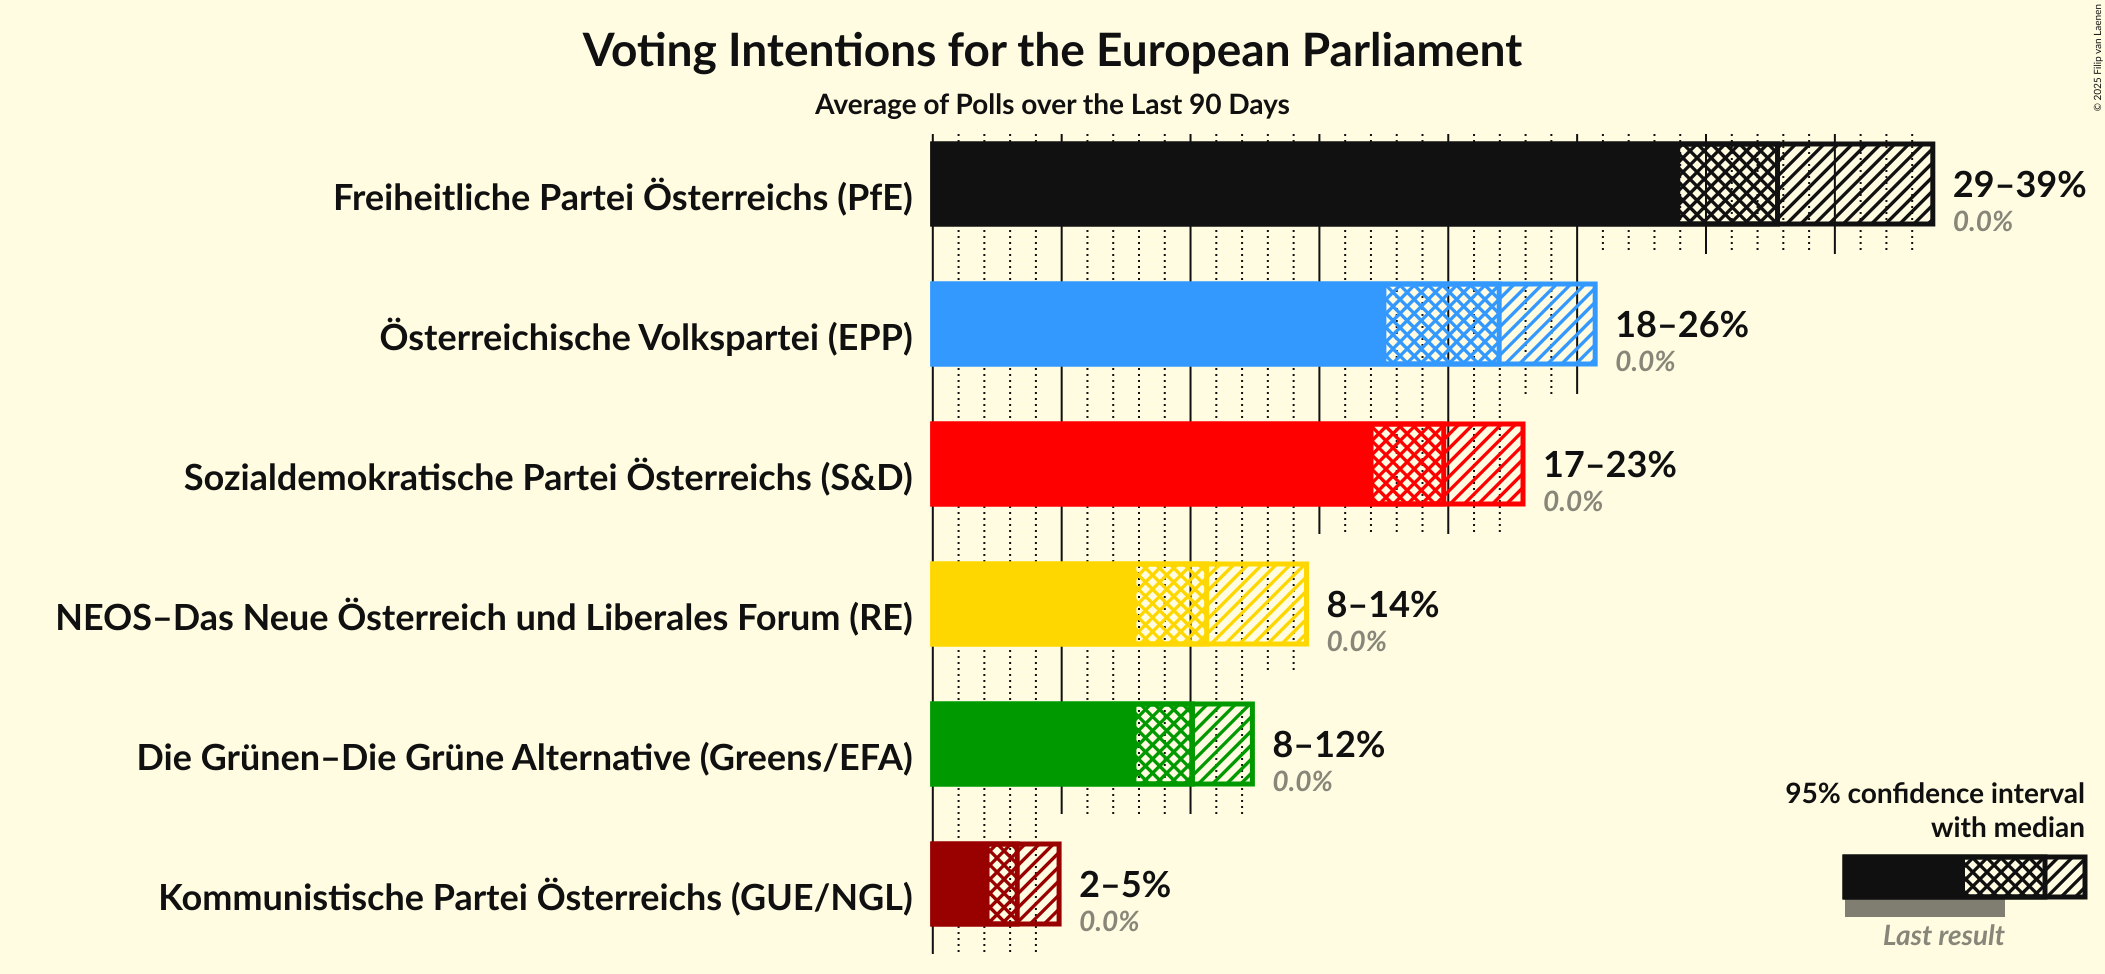 Voting Intentions for the European Parliament
Average of Polls over the Last 90 Days
© 2025 Filip van Laenen
Freiheitliche Partei Österreichs (PfE)
29–39%
0.0%
Österreichische Volkspartei (EPP)
18–26%
0.0%
Sozialdemokratische Partei Österreichs (S&D)
17–23%
0.0%
NEOS–Das Neue Österreich und Liberales Forum (RE)
8–14%
0.0%
Die Grünen–Die Grüne Alternative (Greens/EFA)
8–12%
0.0%
Kommunistische Partei Österreichs (GUE/NGL)
2–5%
0.0%
95% confidence interval
with median
Last result